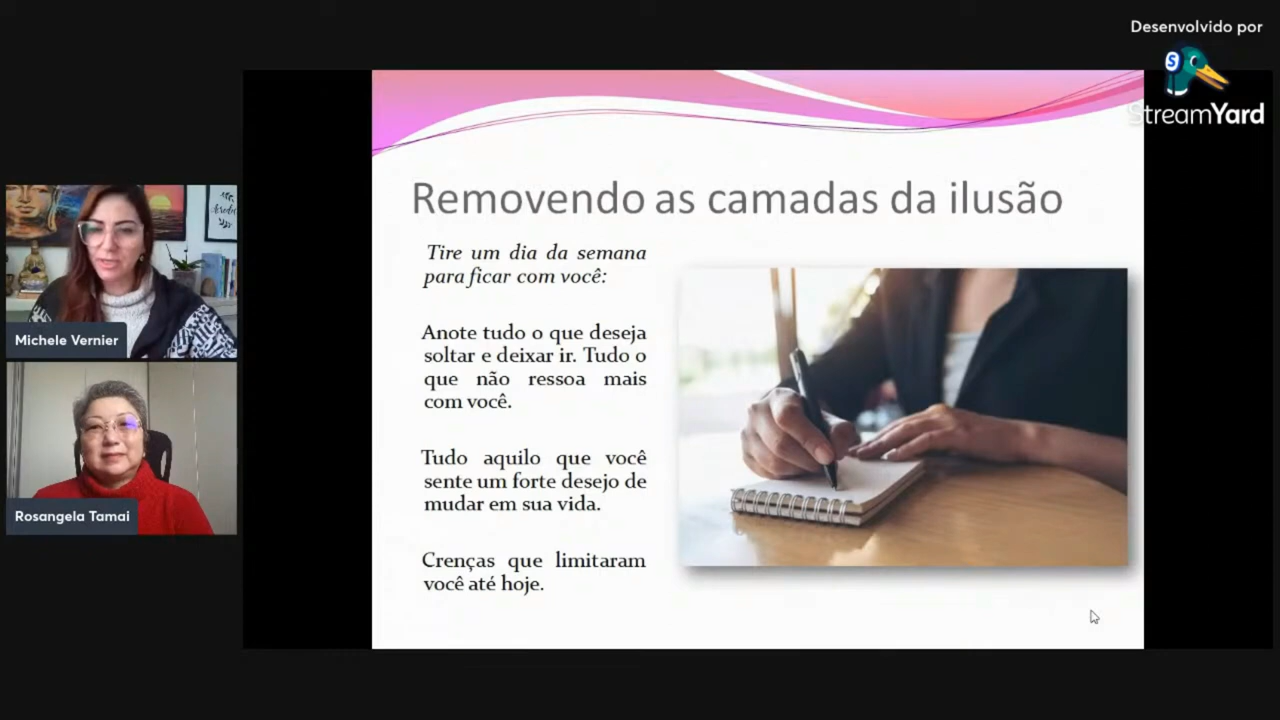 Desenvolvido por
StreamYard
Removendo as camadas da ilusão
Tire um dia da semana
para ficar com você:
Anote tudo o que deseja
soltar e deixar ir. Tudo o
que não ressoa mais
com você.
Tudo aquilo que você
sente um forte desejo de
mudar em sua vida.
Crenças que limitaram
você até hoje.
Michele Vernier
Rosangela Tamai